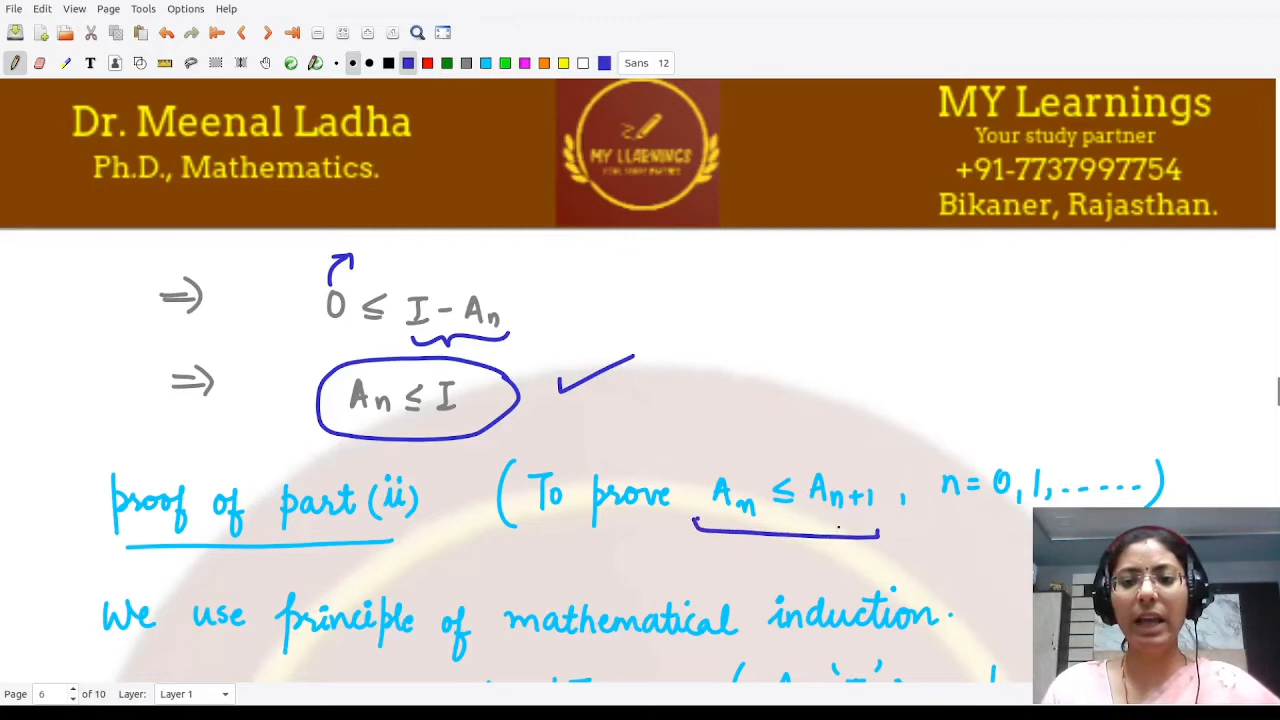 File Edit View Page Tools Options Help
T Sans 12
Dr. Meenal Ladha
Ph.D., Mathematics.
MY LEARNINGS
MY Learnings
Your study partner
+91-7737997754
Bikaner, Rajasthan.
⇒ 0 ≤ I - Aₙ
⇒ Aₙ ≤ I ✓
proof of part (ii) (To prove Aₙ ≤ Aₙ₊₁, n = 0, 1, ......)
We use principle of mathematical induction.
Page 6 of 10 Layer: Layer 1